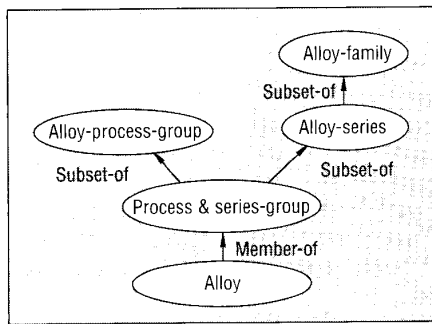 Alloy-family
Subset-of
Alloy-process-group
Alloy-series
Subset-of
Subset-of
Process & series-group
Member-of
Alloy